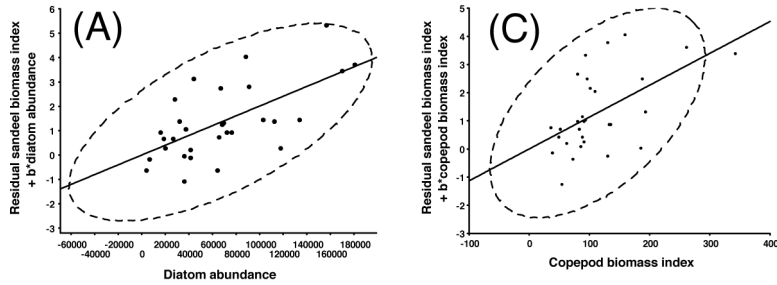 (A)
Residual sandeel biomass index
+ b*diatom abundance
6
5
4
3
2
1
0
-1
-2
-3
-60000 -20000 20000 60000 100000 140000 180000
-40000 0 40000 80000 120000 160000
Diatom abundance
(C)
Residual sandeel biomass index
+ b*copepod biomass index
5
4
3
2
1
0
-1
-2
-3
-100 0 100 200 300 400
Copepod biomass index